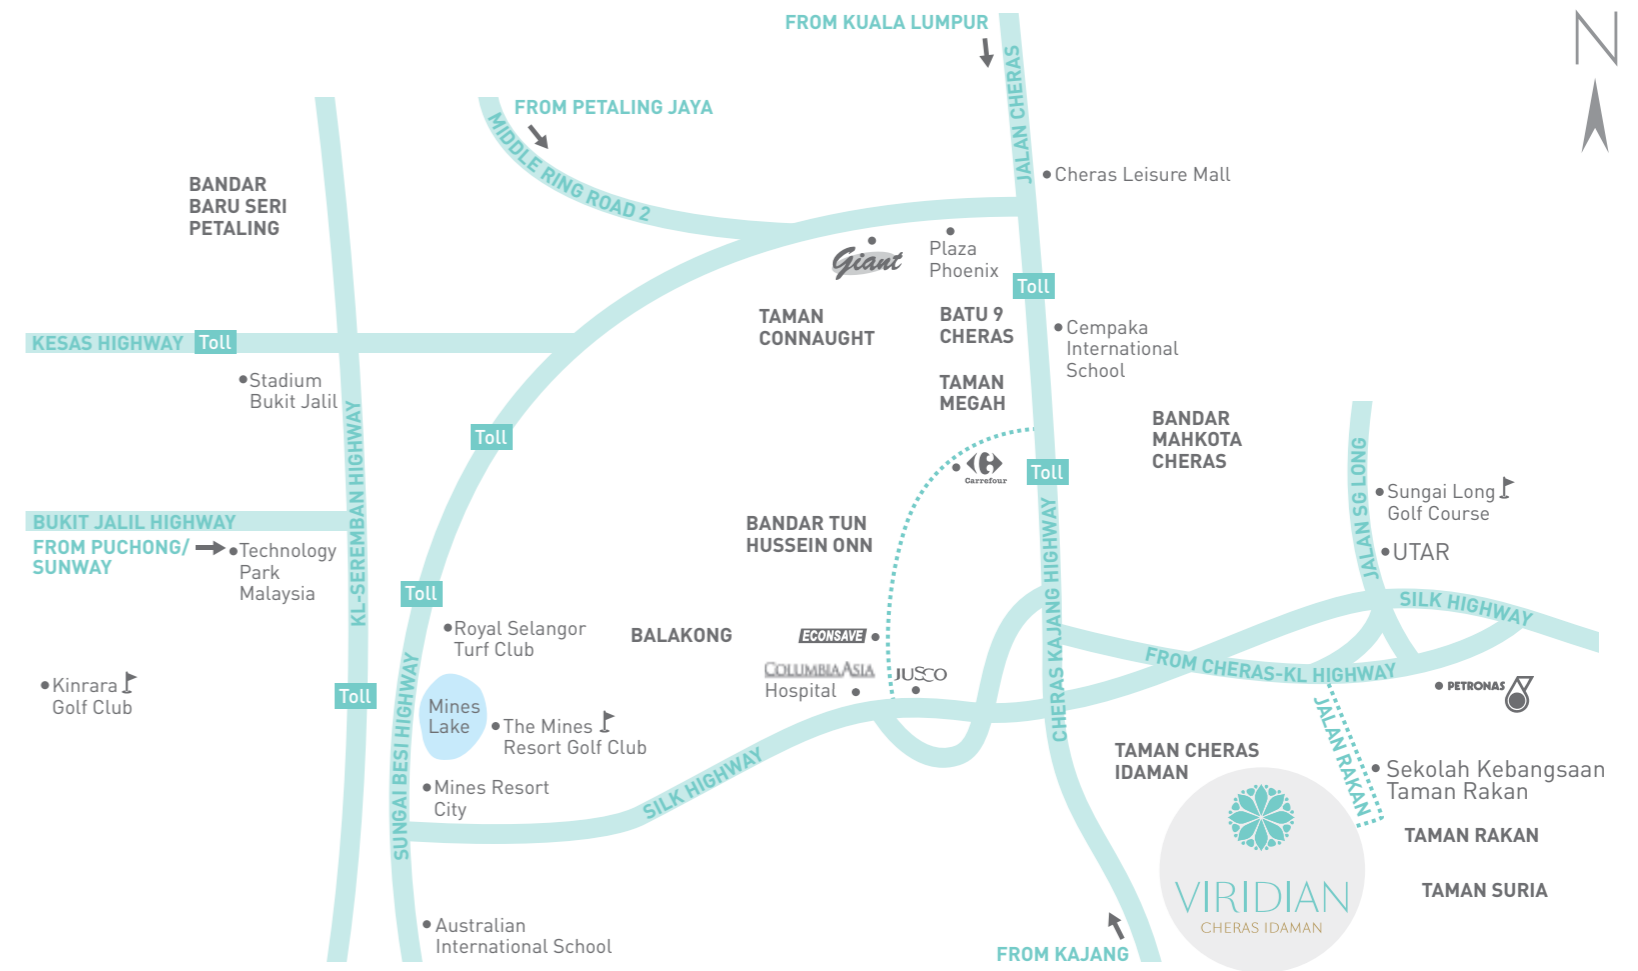 FROM KUALA LUMPUR
N
JALAN CHERAS
FROM PETALING JAYA
MIDDLE RING ROAD 2
Cheras Leisure Mall
BANDAR
BARU SERI
PETALING
Giant
Plaza
Phoenix
Toll
TAMAN
CONNAUGHT
BATU 9
CHERAS
Cempaka
International
School
KESAS HIGHWAY
Toll
Stadium
Bukit Jalil
TAMAN
MEGAH
BANDAR
MAHKOTA
CHERAS
Toll
Carrefour
Toll
JALAN SG LONG
Sungai Long
Golf Course
UTAR
KL-SEREMBAN HIGHWAY
BUKIT JALIL HIGHWAY
FROM PUCHONG/
SUNWAY
Technology
Park
Malaysia
BANDAR TUN
HUSSEIN ONN
CHERAS KAJANG HIGHWAY
Toll
SILK HIGHWAY
Royal Selangor
Turf Club
BALAKONG
ECONSAVE
COLUMBIA ASIA
Hospital
JUSCO
FROM CHERAS-KL HIGHWAY
PETRONAS
Kinrara
Golf Club
Toll
SUNGAI BESI HIGHWAY
Mines
Lake
The Mines
Resort Golf Club
JALAN RAKAN
TAMAN CHERAS
IDAMAN
Sekolah Kebangsaan
Taman Rakan
Mines Resort
City
SILK HIGHWAY
TAMAN RAKAN
VIRIDIAN
CHERAS IDAMAN
TAMAN SURIA
Australian
International School
FROM KAJANG